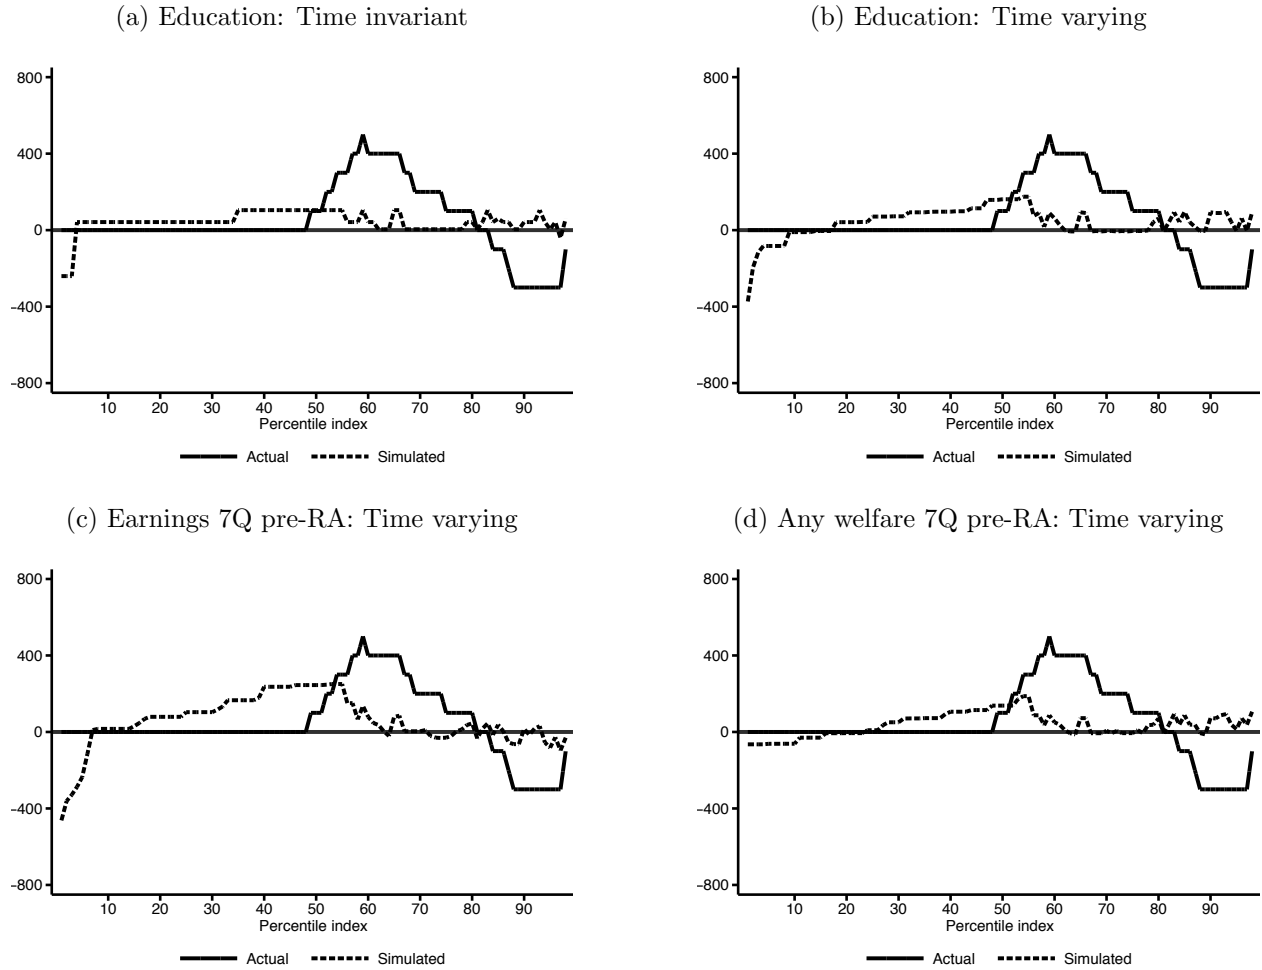 (a) Education: Time invariant
(b) Education: Time varying
800
400
0
−400
−800
10 20 30 40 50 60 70 80 90
Percentile index
Actual Simulated
800
400
0
−400
−800
10 20 30 40 50 60 70 80 90
Percentile index
Actual Simulated
(c) Earnings 7Q pre-RA: Time varying
(d) Any welfare 7Q pre-RA: Time varying
800
400
0
−400
−800
10 20 30 40 50 60 70 80 90
Percentile index
Actual Simulated
800
400
0
−400
−800
10 20 30 40 50 60 70 80 90
Percentile index
Actual Simulated